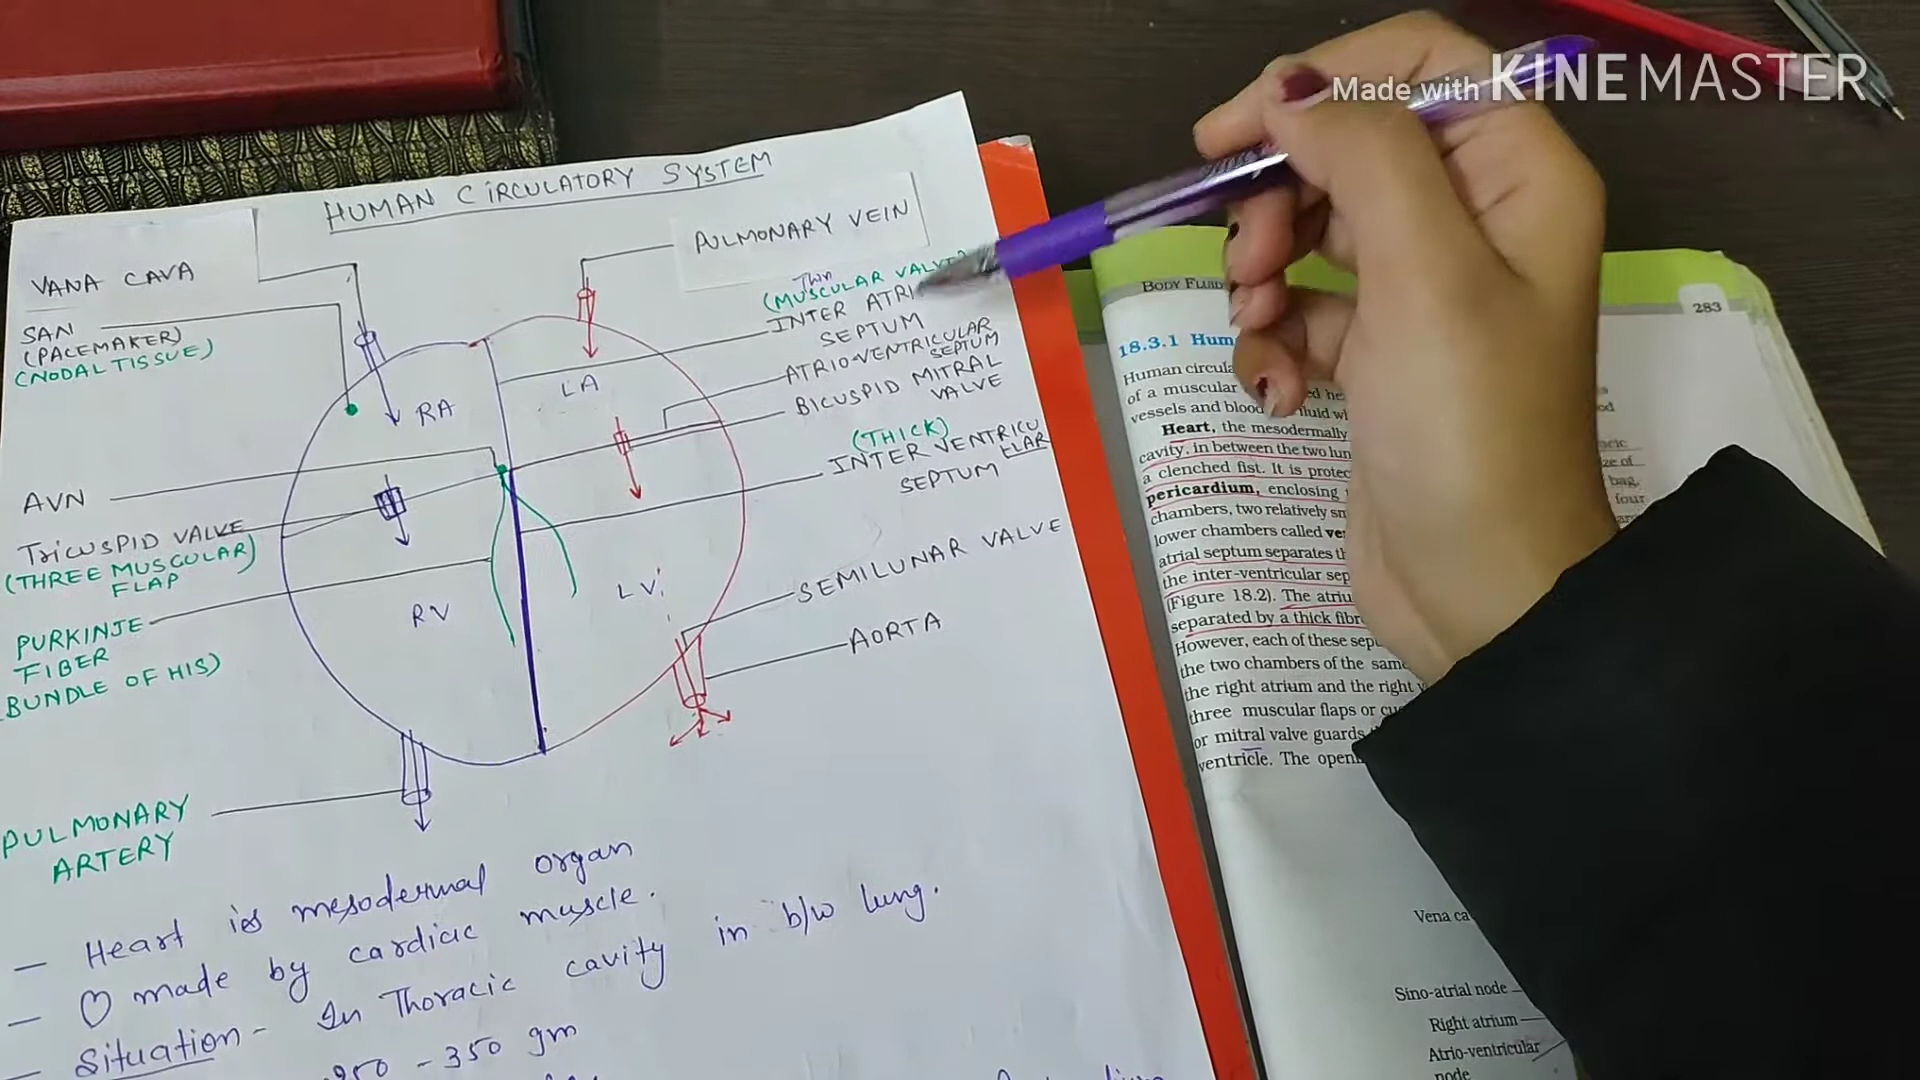 Made with KINEMASTER
HUMAN CIRCULATORY SYSTEM
VANA CAVA
SAN
(PACEMAKER)
(NODAL TISSUE)
AVN
TRICUSPID VALVE
(THREE MUSCULAR)
FLAP
PURKINJE
FIBER
BUNDLE OF HIS)
PULMONARY
ARTERY
RA
LA
RV
LV
PULMONARY VEIN
Thin
(MUSCULAR VALVE)
INTER ATRI
SEPTUM
ATRIO-VENTRICULAR
SEPTUM
BICUSPID MITRAL
VALVE
(THICK)
INTER VENTRICU
LAR
SEPTUM
SEMILUNAR VALVE
AORTA
— Heart is mesodermal organ
— made by cardiac muscle.
— Situation - In Thoracic cavity in b/w lung.
- 350 gm
BODY FLUID
283
18.3.1 Hum
Human circula
of a muscular
vessels and blood fluid
Heart, the mesodermally
cavity, in between the two lun
a clenched fist. It is protec
bag,
pericardium, enclosing
four
chambers, two relatively sm
lower chambers called ve
atrial septum separates th
the inter-ventricular sep
(Figure 18.2). The atriu
separated by a thick fibr
However, each of these sep
the two chambers of the same
the right atrium and the right v
three muscular flaps or cu
or mitral valve guards
ventricle. The open
Vena ca
Sino-atrial node
Right atrium
Atrio-ventricular
node